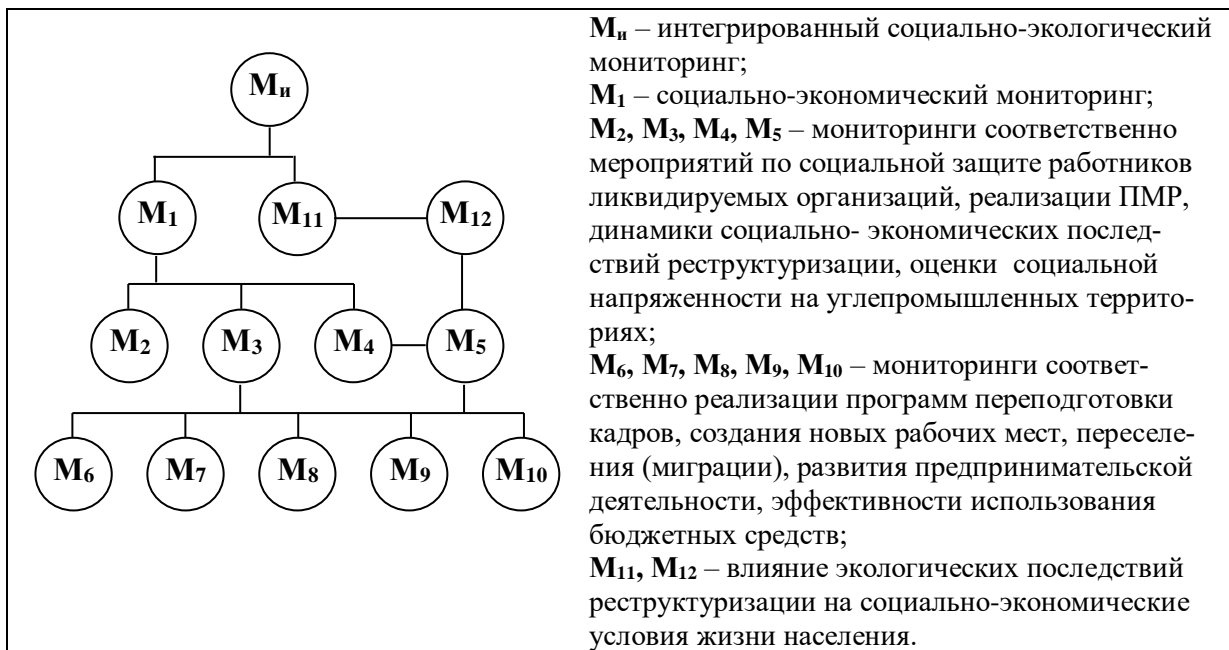 Mи
M1
M11
M12
M2
M3
M4
M5
M6
M7
M8
M9
M10
Mи – интегрированный социально-экологический
мониторинг;
M1 – социально-экономический мониторинг;
M2, M3, M4, M5 – мониторинги соответственно
мероприятий по социальной защите работников
ликвидируемых организаций, реализации ПМР,
динамики социально- экономических послед-
ствий реструктуризации, оценки социальной
напряженности на углепромышленных террито-
риях;
M6, M7, M8, M9, M10 – мониторинги соответ-
ственно реализации программ переподготовки
кадров, создания новых рабочих мест, переселе-
ния (миграции), развития предпринимательской
деятельности, эффективности использования
бюджетных средств;
M11, M12 – влияние экологических последствий
реструктуризации на социально-экономические
условия жизни населения.